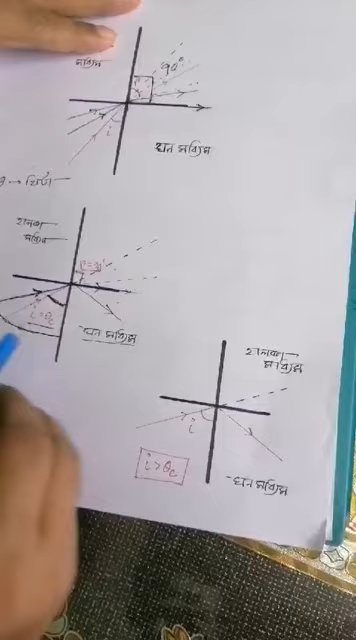 মাধ্যম
90°
i
ঘন মাধ্যম
θ → থিটা
হালকা
মাধ্যম
r=90°
i=θc
ঘন মাধ্যম
হালকা
মাধ্যম
i
i>θc
ঘন মাধ্যম